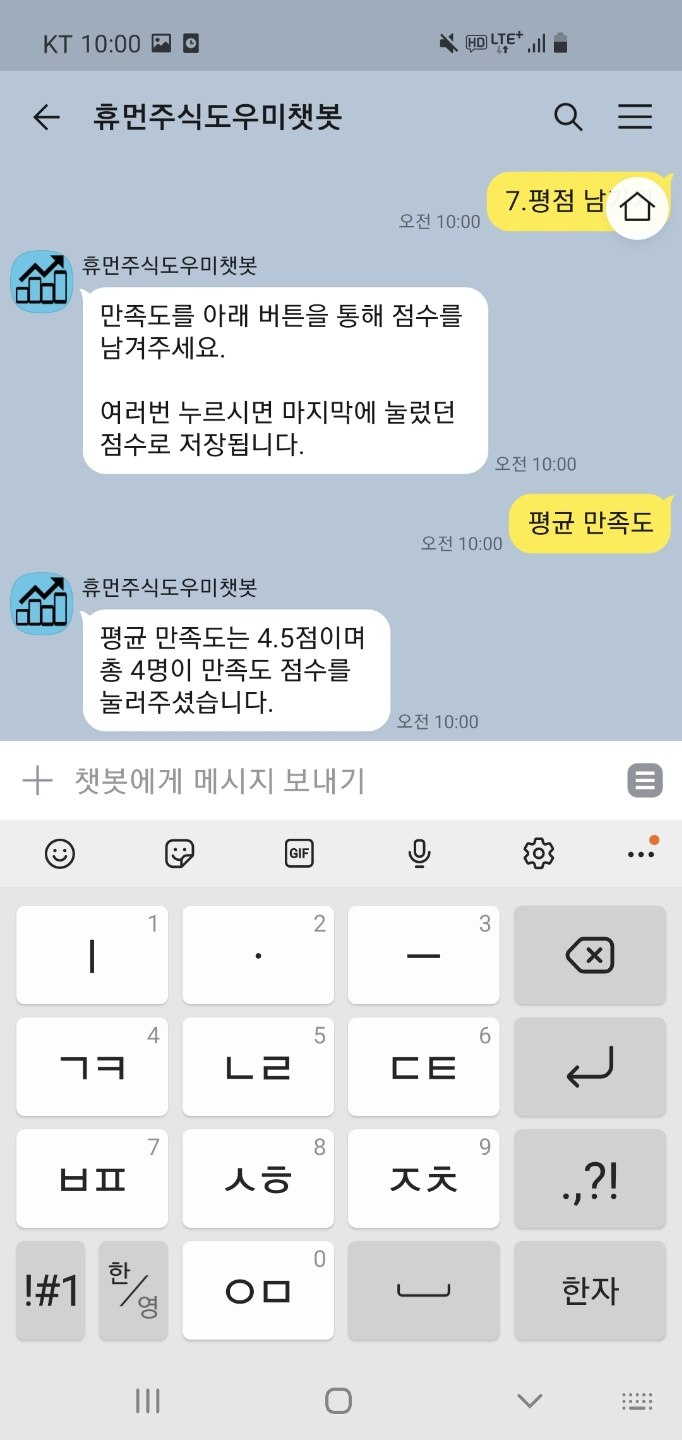 KT 10:00 HD LTE+
휴먼주식도우미챗봇
7.평점 남
오전 10:00
휴먼주식도우미챗봇
만족도를 아래 버튼을 통해 점수를
남겨주세요.
여러번 누르시면 마지막에 눌렀던
점수로 저장됩니다.
오전 10:00
평균 만족도
오전 10:00
휴먼주식도우미챗봇
평균 만족도는 4.5점이며
총 4명이 만족도 점수를
눌러주셨습니다.
오전 10:00
챗봇에게 메시지 보내기
GIF
ㅣ 1 · 2 ㅡ 3
ㄱㅋ 4 ㄴㄹ 5 ㄷㅌ 6
ㅂㅍ 7 ㅅㅎ 8 ㅈㅊ 9 .,?!
!#1 한/영 ㅇㅁ 0 한자